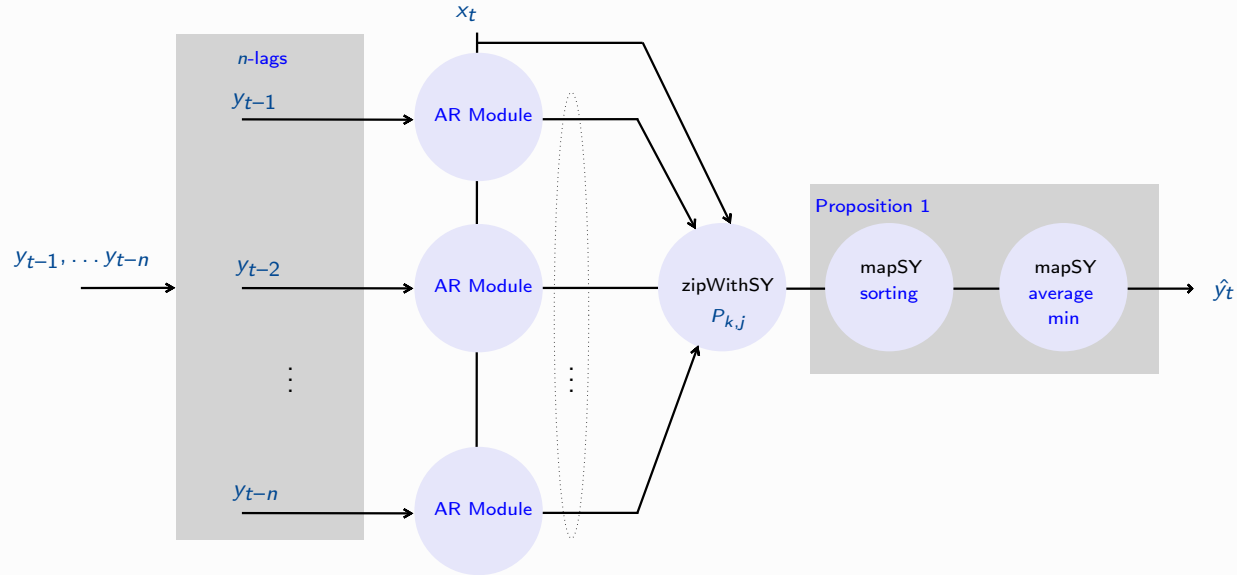 x_t
n-lags
y_{t−1}
AR Module
Proposition 1
y_{t−1}, . . . y_{t−n}
y_{t−2}
AR Module
zipWithSY
P_{k,j}
mapSY
sorting
mapSY
average
min
ŷ_t
⋮
⋮
y_{t−n}
AR Module